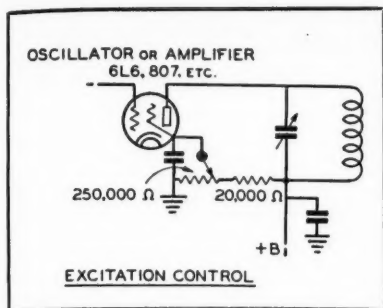 OSCILLATOR OR AMPLIFIER
6L6, 807, ETC.
250,000 Ω
20,000 Ω
+B
EXCITATION CONTROL